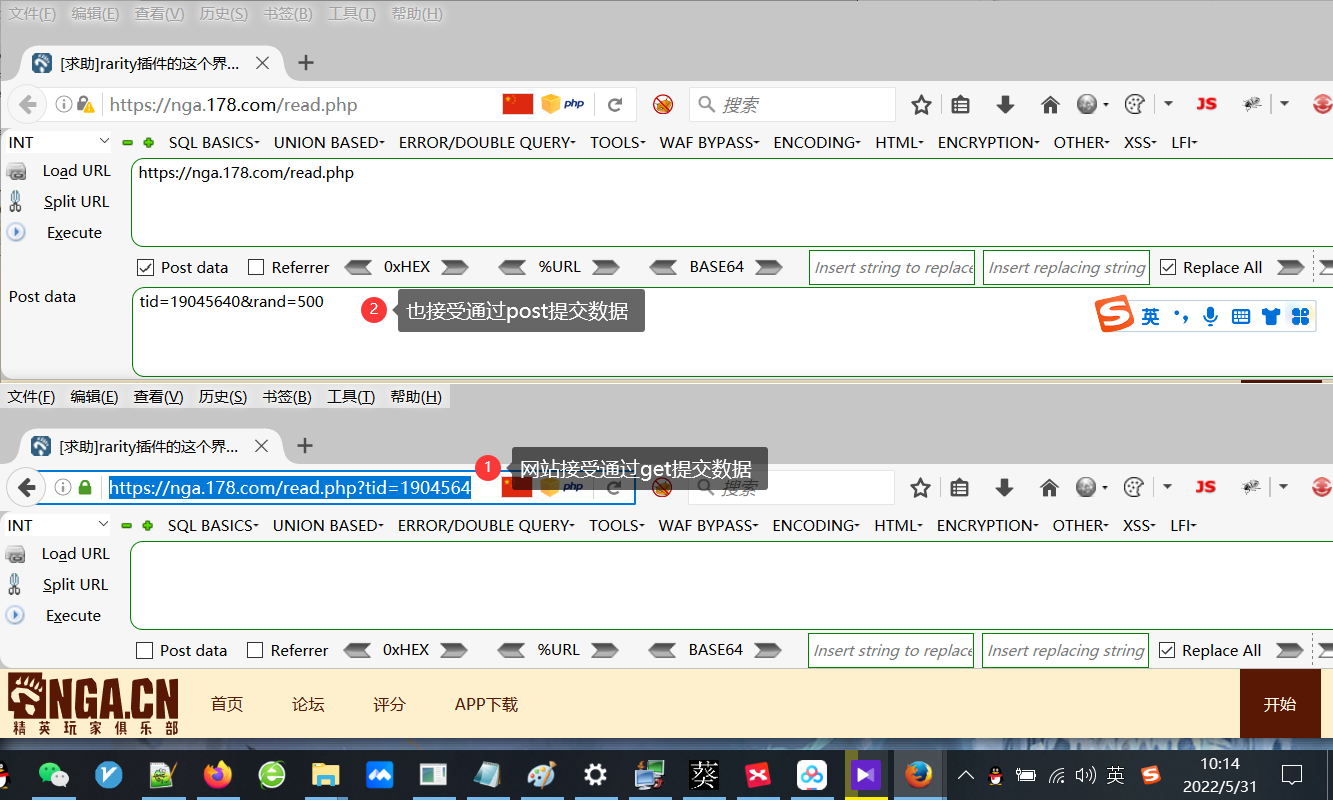 文件(F) 编辑(E) 查看(V) 历史(S) 书签(B) 工具(T) 帮助(H)
[求助]rarity插件的这个界...
https://nga.178.com/read.php
php
搜索
JS
INT
SQL BASICS
UNION BASED
ERROR/DOUBLE QUERY
TOOLS
WAF BYPASS
ENCODING
HTML
ENCRYPTION
OTHER
XSS
LFI
Load URL
https://nga.178.com/read.php
Split URL
Execute
Post data
Referrer
0xHEX
%URL
BASE64
Insert string to replace
Insert replacing string
Replace All
Post data
tid=19045640&rand=500
2
也接受通过post提交数据
S 英
文件(F) 编辑(E) 查看(V) 历史(S) 书签(B) 工具(T) 帮助(H)
[求助]rarity插件的这个界...
1
网站接受通过get提交数据
https://nga.178.com/read.php?tid=1904564
php
搜索
JS
INT
SQL BASICS
UNION BASED
ERROR/DOUBLE QUERY
TOOLS
WAF BYPASS
ENCODING
HTML
ENCRYPTION
OTHER
XSS
LFI
Load URL
Split URL
Execute
Post data
Referrer
0xHEX
%URL
BASE64
Insert string to replace
Insert replacing string
Replace All
NGA.CN
精英玩家俱乐部
首页
论坛
评分
APP下载
开始
葵
英
S
10:14
2022/5/31